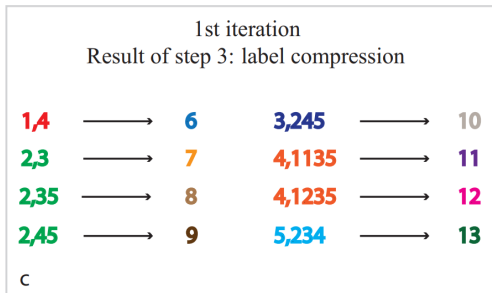 1st iteration
Result of step 3: label compression
1,4 ⟶ 6 3,245 ⟶ 10
2,3 ⟶ 7 4,1135 ⟶ 11
2,35 ⟶ 8 4,1235 ⟶ 12
2,45 ⟶ 9 5,234 ⟶ 13
C